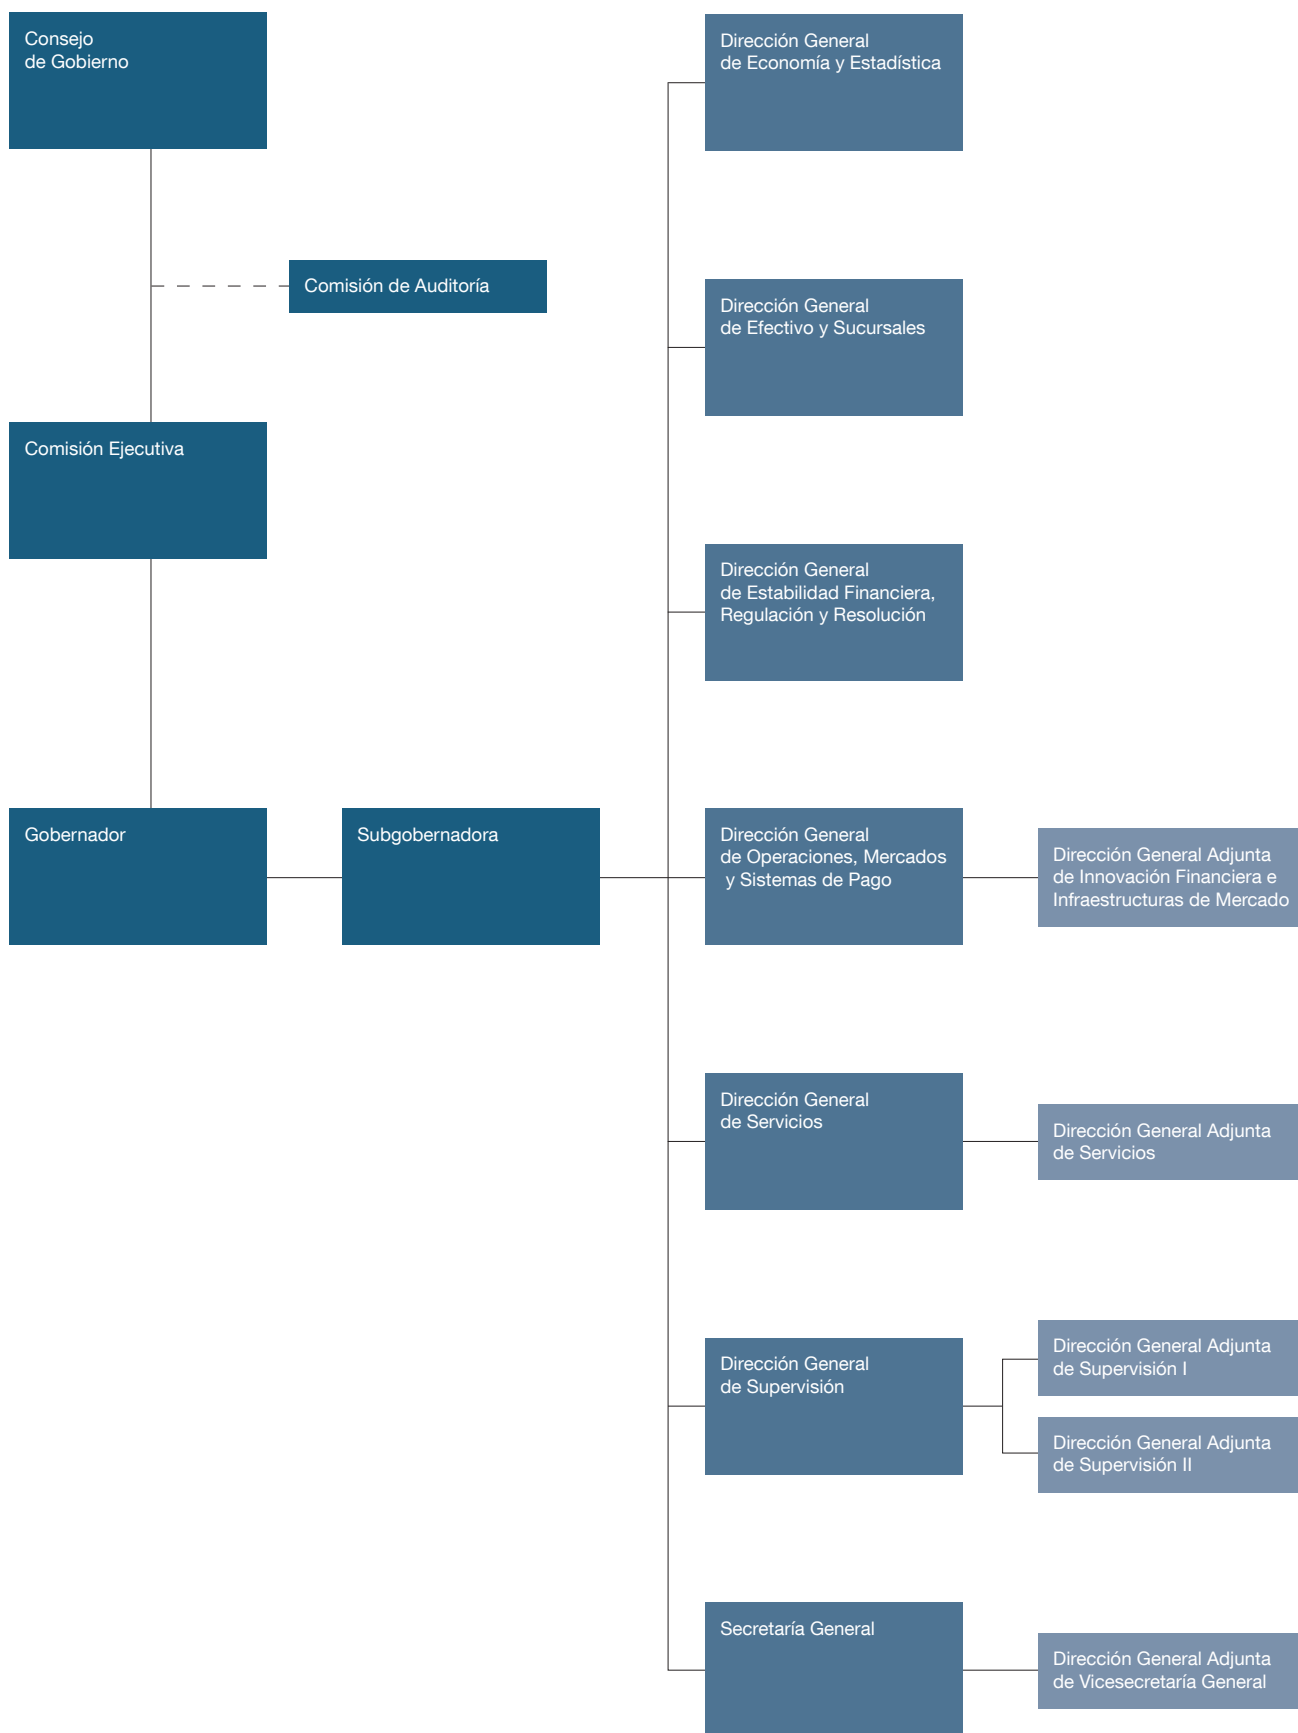 Consejo
de Gobierno
Comisión de Auditoría
Comisión Ejecutiva
Gobernador
Subgobernadora
Dirección General
de Economía y Estadística
Dirección General
de Efectivo y Sucursales
Dirección General
de Estabilidad Financiera,
Regulación y Resolución
Dirección General
de Operaciones, Mercados
y Sistemas de Pago
Dirección General Adjunta
de Innovación Financiera e
Infraestructuras de Mercado
Dirección General
de Servicios
Dirección General Adjunta
de Servicios
Dirección General
de Supervisión
Dirección General Adjunta
de Supervisión I
Dirección General Adjunta
de Supervisión II
Secretaría General
Dirección General Adjunta
de Vicesecretaría General